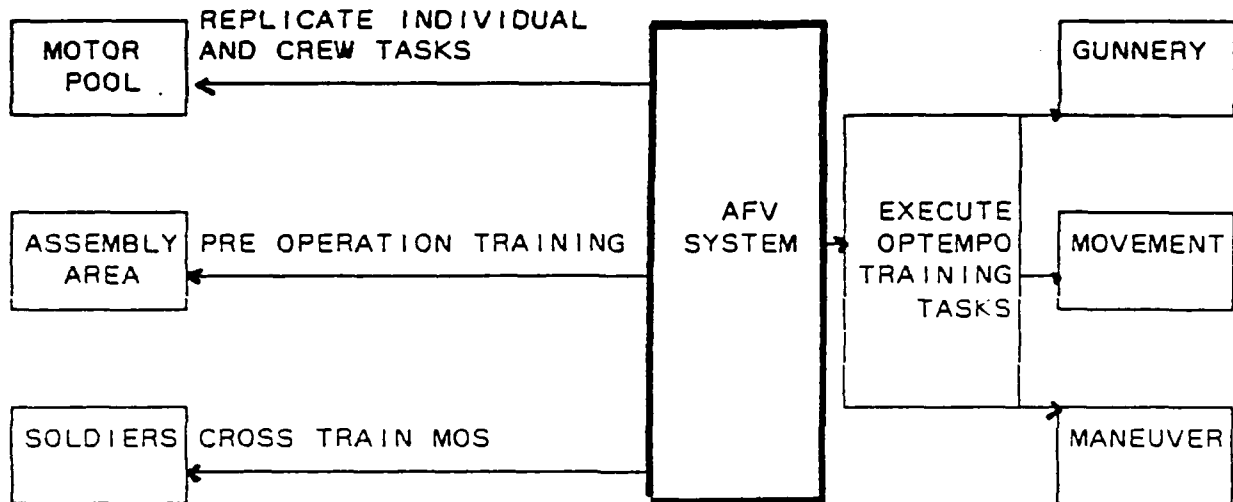 MOTOR
POOL
REPLICATE INDIVIDUAL
AND CREW TASKS
ASSEMBLY
AREA
PRE OPERATION TRAINING
SOLDIERS
CROSS TRAIN MOS
AFV
SYSTEM
EXECUTE
OPTEMPO
TRAINING
TASKS
GUNNERY
MOVEMENT
MANEUVER